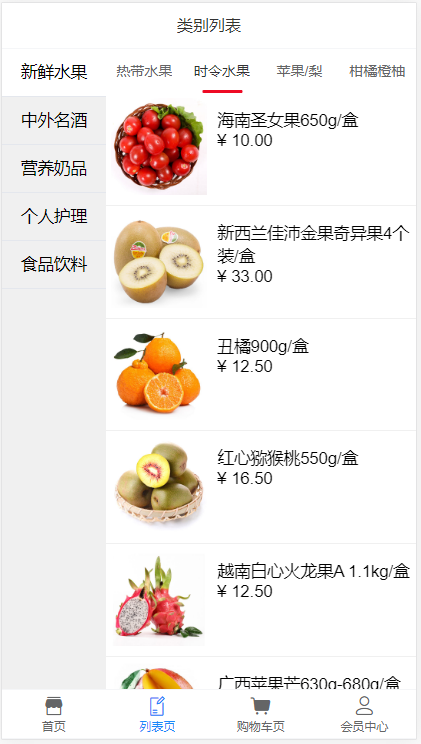 类别列表
新鲜水果
中外名酒
营养奶品
个人护理
食品饮料
热带水果 时令水果 苹果/梨 柑橘橙柚
海南圣女果650g/盒
¥ 10.00
新西兰佳沛金果奇异果4个
装/盒
¥ 33.00
丑橘900g/盒
¥ 12.50
红心猕猴桃550g/盒
¥ 16.50
越南白心火龙果A 1.1kg/盒
¥ 12.50
广西苹果芒630g-680g/盒
首页 列表页 购物车页 会员中心